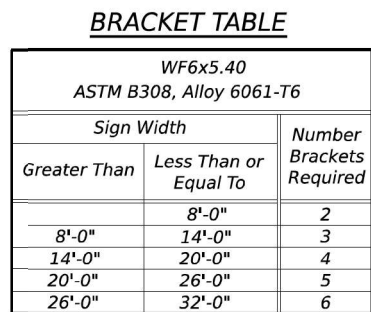 BRACKET TABLE
WF6x5.40
ASTM B308, Alloy 6061-T6
Sign Width
Number
Brackets
Required
Greater Than
Less Than or
Equal To
8'-0" 2
8'-0" 14'-0" 3
14'-0" 20'-0" 4
20'-0" 26'-0" 5
26'-0" 32'-0" 6